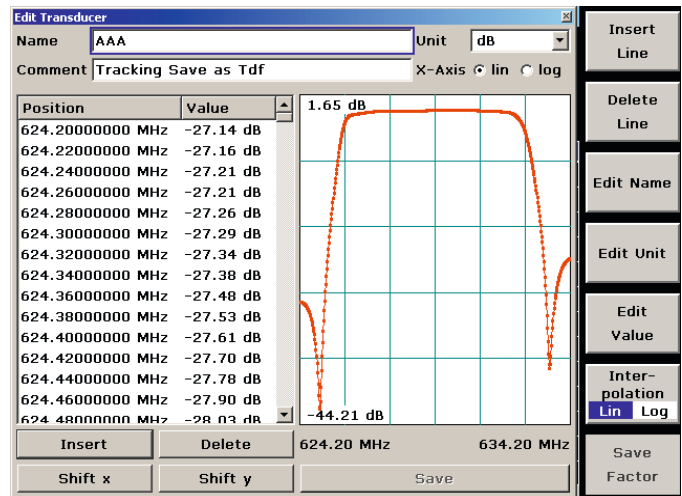 Edit Transducer
Name AAA Unit dB
Comment Tracking Save as Tdf X-Axis lin log
Position Value
624.20000000 MHz -27.14 dB
624.22000000 MHz -27.16 dB
624.24000000 MHz -27.21 dB
624.26000000 MHz -27.21 dB
624.28000000 MHz -27.26 dB
624.30000000 MHz -27.29 dB
624.32000000 MHz -27.34 dB
624.34000000 MHz -27.38 dB
624.36000000 MHz -27.48 dB
624.38000000 MHz -27.53 dB
624.40000000 MHz -27.61 dB
624.42000000 MHz -27.70 dB
624.44000000 MHz -27.78 dB
624.46000000 MHz -27.90 dB
624.48000000 MHz -28.03 dB
1.65 dB
-44.21 dB
624.20 MHz 634.20 MHz
Insert Delete
Shift x Shift y Save
Insert
Line
Delete
Line
Edit Name
Edit Unit
Edit
Value
Inter-
polation
Lin Log
Save
Factor